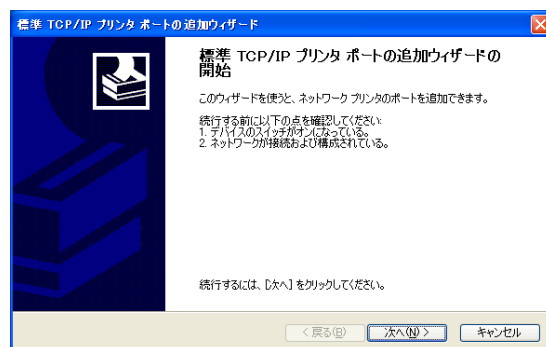 標準 TCP/IP プリンタ ポートの追加ウィザード
標準 TCP/IP プリンタ ポートの追加ウィザードの
開始
このウィザードを使うと、ネットワーク プリンタのポートを追加できます。
続行する前に以下の点を確認してください:
1. デバイスのスイッチがオンになっている。
2. ネットワークが接続および構成されている。
続行するには、[次へ] をクリックしてください。
< 戻る(B)
次へ(N) >
キャンセル